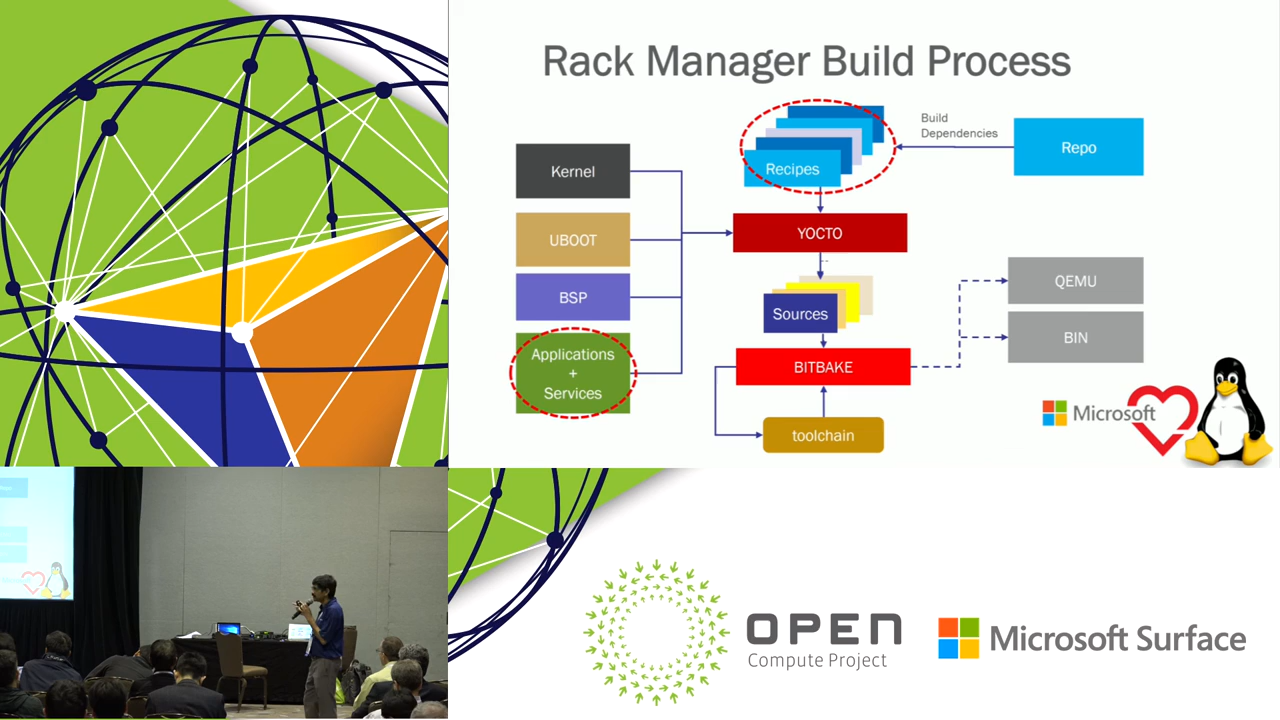 Rack Manager Build Process
Kernel
UBOOT
BSP
Applications
+
Services
Recipes
Build
Dependencies
Repo
YOCTO
Sources
BITBAKE
toolchain
QEMU
BIN
Microsoft
OPEN
Compute Project
Microsoft Surface